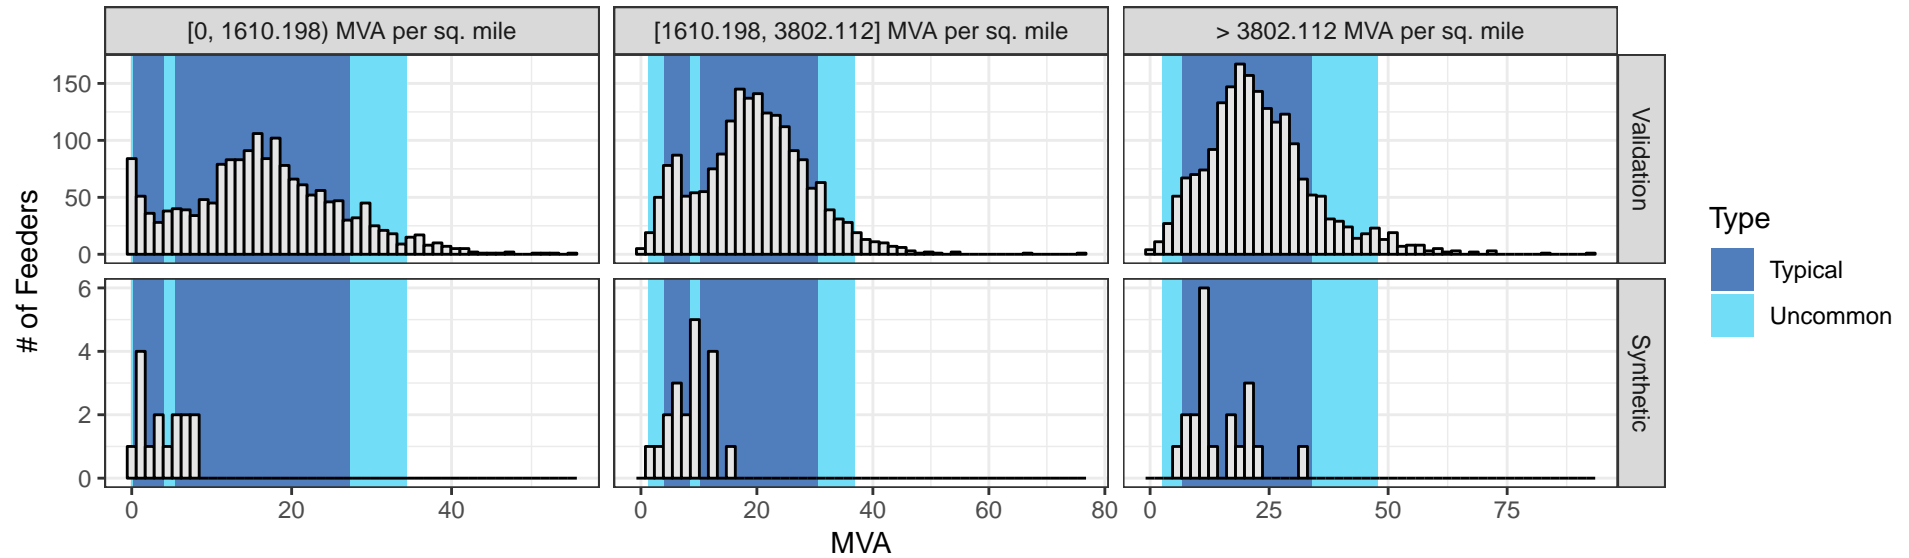 [0, 1610.198) MVA per sq. mile
[1610.198, 3802.112] MVA per sq. mile
> 3802.112 MVA per sq. mile
# of Feeders
150
100
50
0
Validation
6
4
2
0
Synthetic
0 20 40
0 20 40 60 80
0 25 50 75
MVA
Type
Typical
Uncommon